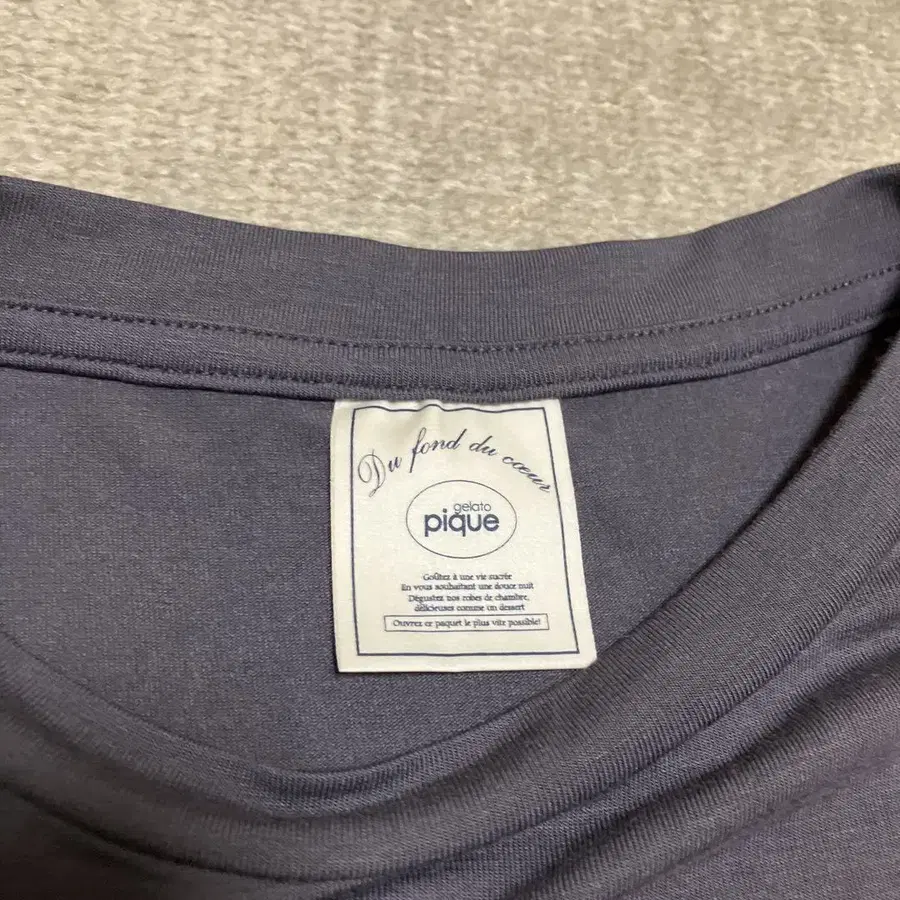 Du fond du cœur
gelato
pique
Goûtez à une vie sucrée
En vous souhaitant une douce nuit
Dégustez nos robes de chambre,
délicieuses comme un dessert
Ouvrez ce paquet le plus vite possible!